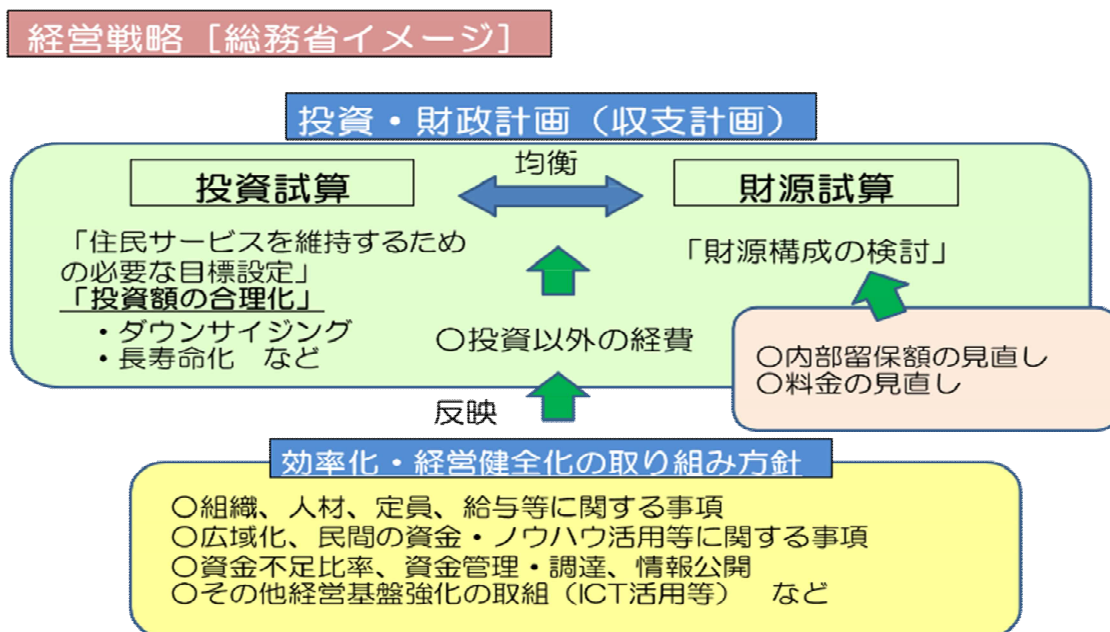 経営戦略［総務省イメージ］
投資・財政計画（収支計画）
均衡
投資試算
財源試算
「住民サービスを維持するため
の必要な目標設定」
「投資額の合理化」
・ダウンサイジング
・長寿命化　など
「財源構成の検討」
〇投資以外の経費
〇内部留保額の見直し
〇料金の見直し
反映
効率化・経営健全化の取り組み方針
〇組織、人材、定員、給与等に関する事項
〇広域化、民間の資金・ノウハウ活用等に関する事項
〇資金不足比率、資金管理・調達、情報公開
〇その他経営基盤強化の取組（ICT活用等）　など